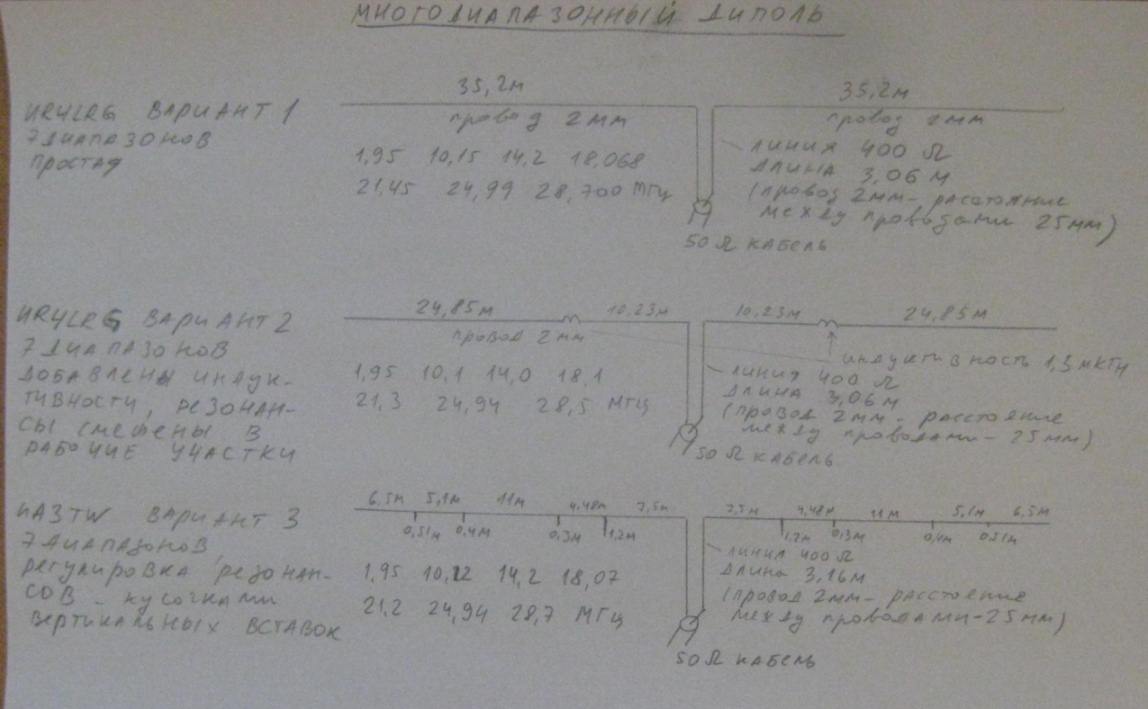 МНОГОДИАПАЗОННЫЙ ДИПОЛЬ
UR4LRG ВАРИАНТ 1
7 ДИАПАЗОНОВ
ПРОСТАЯ
35,2м 35,2м
провод 2мм провод 2мм
1,95 10,15 14,2 18,068
21,45 24,99 28,700 МГц
ЛИНИЯ 400 Ω
ДЛИНА 3,06 М
(провод 2мм - расстояние
между проводами 25мм)
50 Ω КАБЕЛЬ
UR4LRG ВАРИАНТ 2
7 ДИАПАЗОНОВ
ДОБАВЛЕНЫ ИНДУК-
ТИВНОСТИ, РЕЗОНАН-
СЫ СМЕЩЕНЫ В
РАБОЧИЕ УЧАСТКИ
24,85м 10,23м 10,23м 24,85м
провод 2мм
индуктивность 1,3 мкГн
1,95 10,1 14,0 18,1
21,3 24,94 28,5 МГц
ЛИНИЯ 400 Ω
ДЛИНА 3,06м
(провод 2мм - расстояние
между проводами - 25мм)
50 Ω КАБЕЛЬ
UA3TW ВАРИАНТ 3
7 ДИАПАЗОНОВ
РЕГУЛИРОВКА РЕЗОНАН-
СОВ - кусочками
вертикальных вставок
6,5м 5,1м 11м 4,48м 7,5м 7,5м 4,48м 11м 5,1м 6,5м
0,51м 0,4м 0,3м 1,2м 1,2м 0,3м 0,4м 0,51м
1,95 10,12 14,2 18,07
21,2 24,94 28,7 МГц
ЛИНИЯ 400 Ω
ДЛИНА 3,16м
(провод 2мм - расстояние
между проводами - 25мм)
50 Ω КАБЕЛЬ